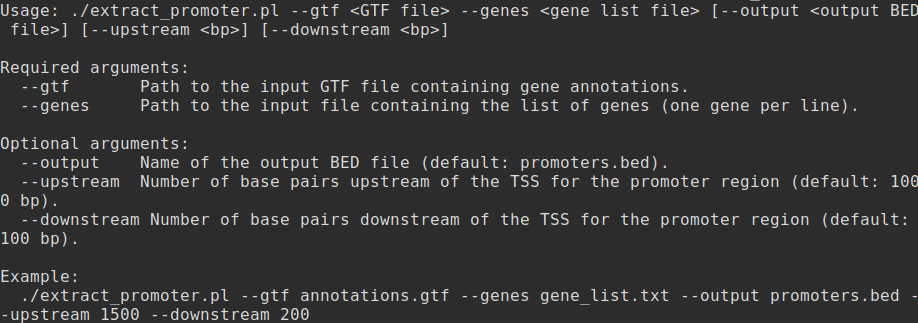 Usage: ./extract_promoter.pl --gtf <GTF file> --genes <gene list file> [--output <output BED
 file>] [--upstream <bp>] [--downstream <bp>]

Required arguments:
  --gtf       Path to the input GTF file containing gene annotations.
  --genes     Path to the input file containing the list of genes (one gene per line).

Optional arguments:
  --output    Name of the output BED file (default: promoters.bed).
  --upstream  Number of base pairs upstream of the TSS for the promoter region (default: 100
0 bp).
  --downstream Number of base pairs downstream of the TSS for the promoter region (default:
100 bp).

Example:
  ./extract_promoter.pl --gtf annotations.gtf --genes gene_list.txt --output promoters.bed -
-upstream 1500 --downstream 200